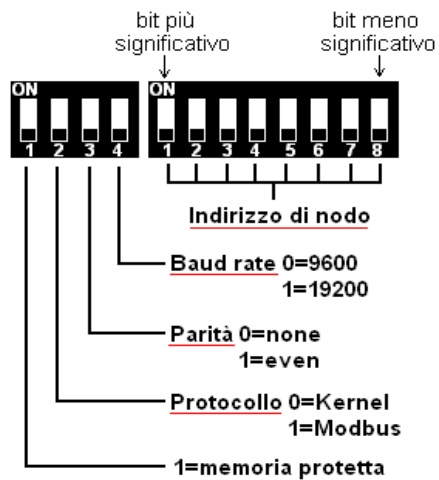 bit più
significativo
bit meno
significativo
ON
1 2 3 4
ON
1 2 3 4 5 6 7 8
Indirizzo di nodo
Baud rate 0=9600
1=19200
Parità 0=none
1=even
Protocollo 0=Kernel
1=Modbus
1=memoria protetta